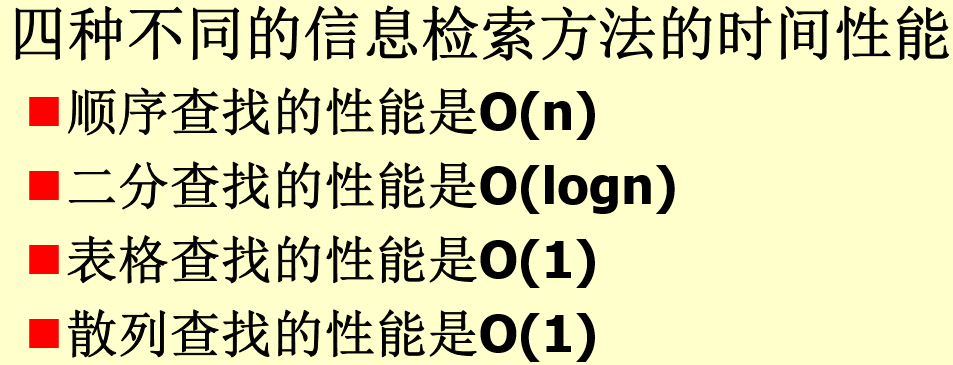 四种不同的信息检索方法的时间性能
顺序查找的性能是O(n)
二分查找的性能是O(logn)
表格查找的性能是O(1)
散列查找的性能是O(1)